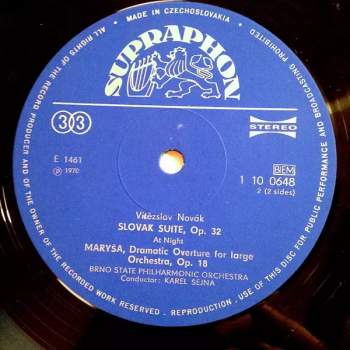 MADE IN CZECHOSLOVAKIA
SUPRAPHON
33
STEREO
E 1461
Ⓟ 1970
BIEM
1 10 0648
2 (2 sides)
Vítězslav Novák
SLOVAK SUITE, Op. 32
At Night
MARYSA, Dramatic Overture for large
Orchestra, Op. 18
BRNO STATE PHILHARMONIC ORCHESTRA
Conductor: KAREL SEJNA
ALL RIGHTS OF THE RECORD PRODUCER AND OF THE OWNER OF THE RECORDED WORK RESERVED - REPRODUCTION - USE OF THIS DISC FOR PUBLIC PERFORMANCE AND BROADCASTING PROHIBITED